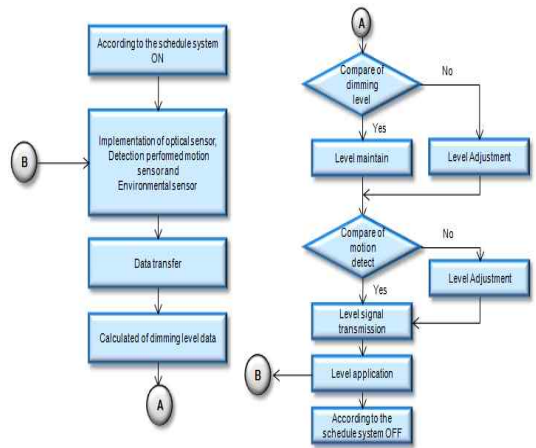 According to the schedule system
ON
B
Implementation of optical sensor,
Detection performed motion
sensor and
Environmental sensor
Data transfer
Calculated of dimming level data
A
A
Compare of
dimming
level
No
Yes
Level maintain
Level Adjustment
Compare of
motion
detect
No
Level Adjustment
Yes
Level signal
transmission
B
Level application
According to the
schedule system OFF